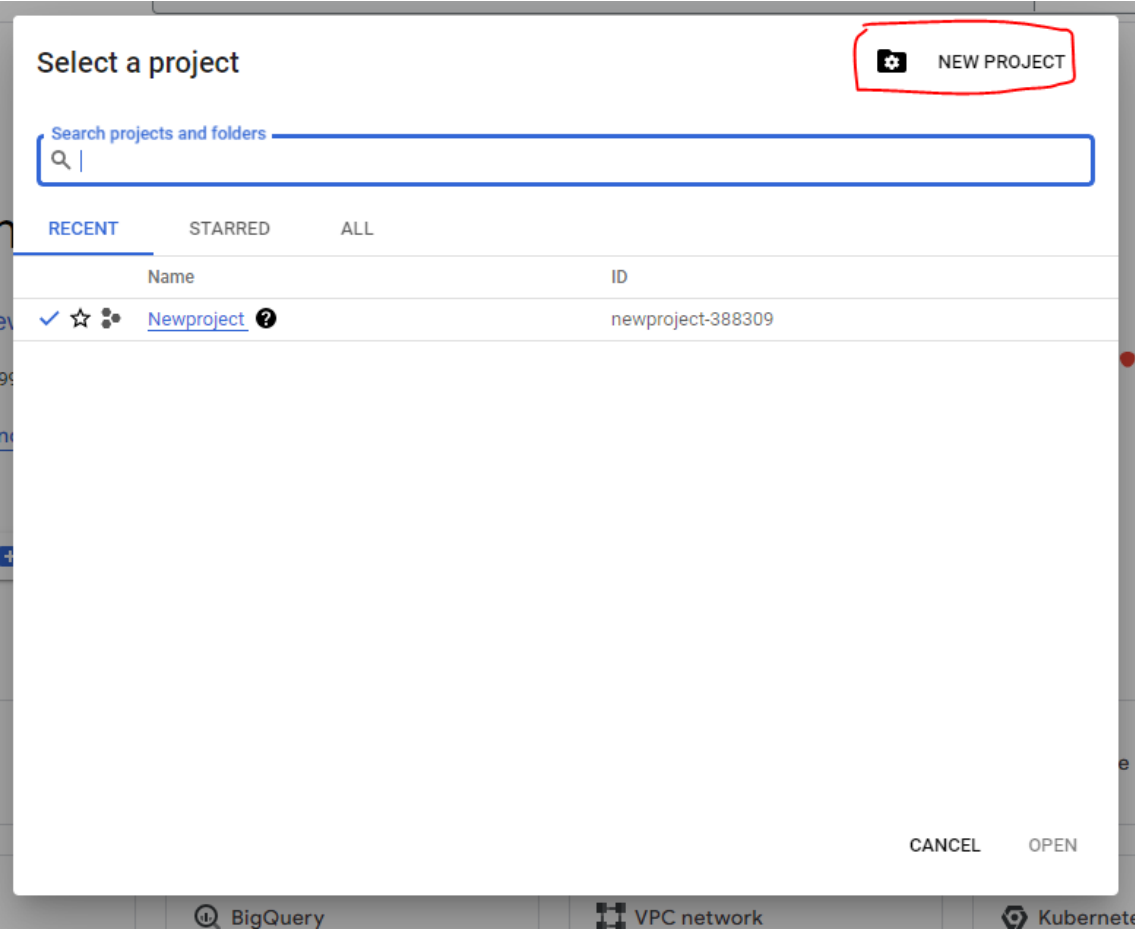 Select a project
NEW PROJECT
Search projects and folders
RECENT STARRED ALL
Name ID
Newproject newproject-388309
CANCEL OPEN
BigQuery VPC network